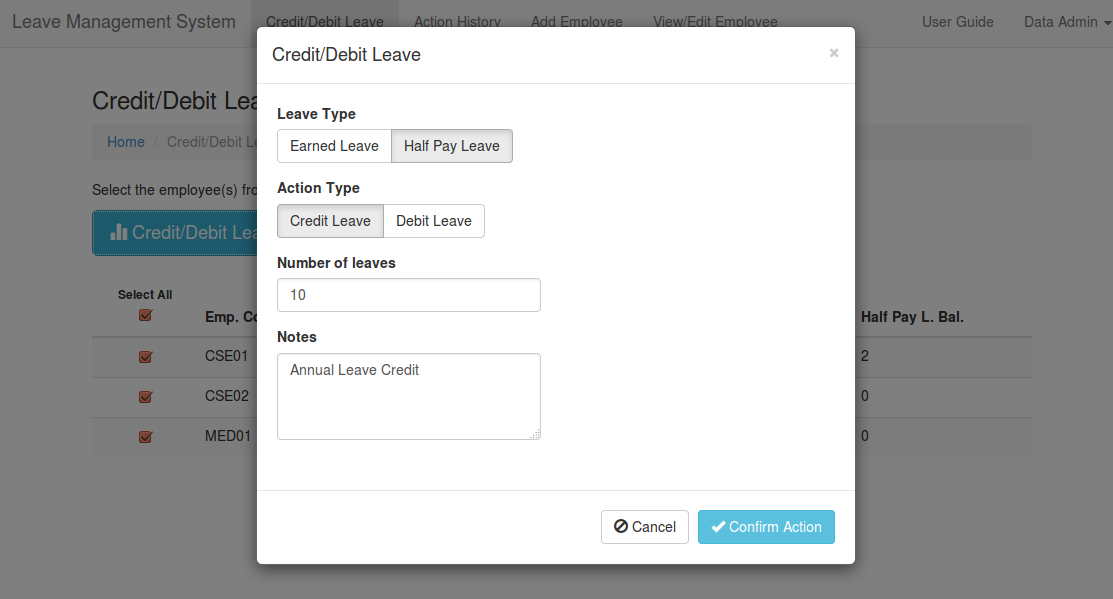 Leave Management System Credit/Debit Leave Action History Add Employee View/Edit Employee User Guide Data Admin
Credit/Debit Leave ×
Credit/Debit Lea
Home / Credit/Debit Le
Select the employee(s) fro
Credit/Debit Lea
Select All
Emp. Co Half Pay L. Bal.
CSE01 2
CSE02 0
MED01 0
Leave Type
Earned Leave Half Pay Leave
Action Type
Credit Leave Debit Leave
Number of leaves
10
Notes
Annual Leave Credit
Cancel Confirm Action